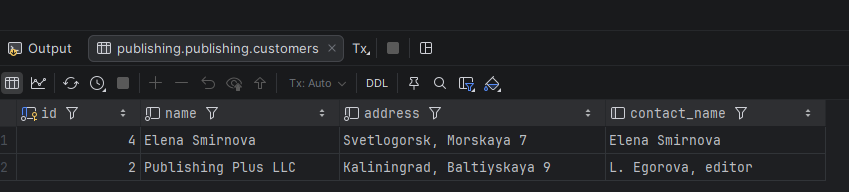 Output publishing.publishing.customers Tx
Tx: Auto DDL
id name address contact_name
1 4 Elena Smirnova Svetlogorsk, Morskaya 7 Elena Smirnova
2 2 Publishing Plus LLC Kaliningrad, Baltiyskaya 9 L. Egorova, editor